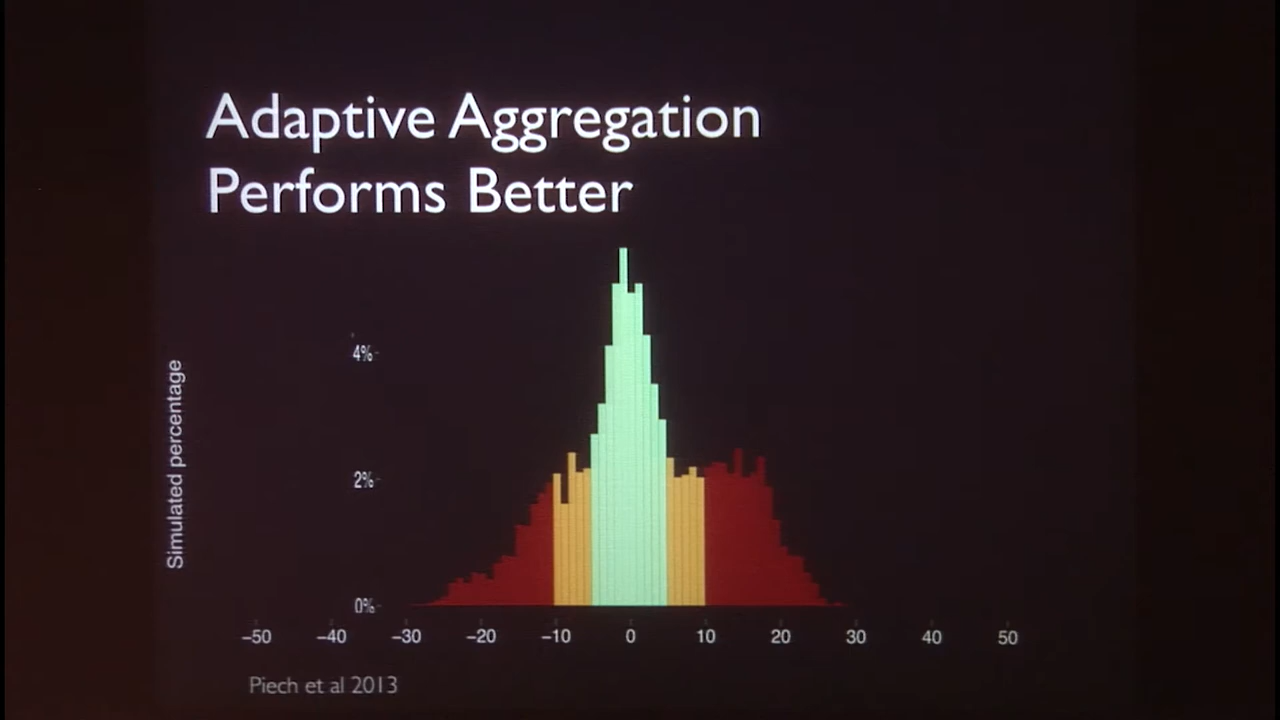 Adaptive Aggregation
Performs Better
Simulated percentage
4%
2%
0%
−50 −40 −30 −20 −10 0 10 20 30 40 50
Piech et al 2013